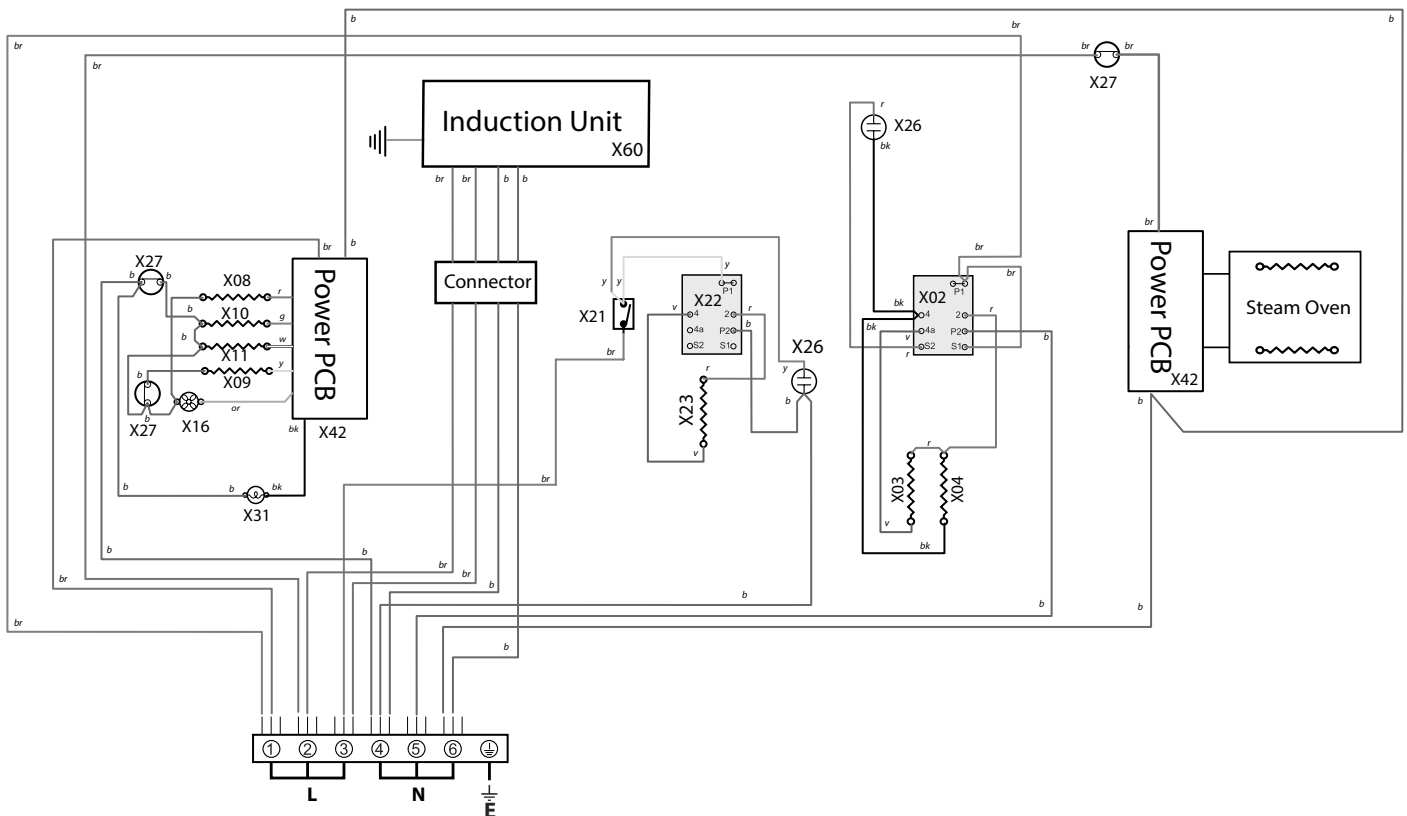 b
b
br
br
br
br
br
X27
br
Induction Unit
X60
r
X26
bk
br
br
b
b
br
b
br
br
br
X27
b
b
X08
r
b
X10
g
b
X11
w
X09
y
b
X27
b
X16
or
Power PCB
X42
bk
b
b
bk
X31
Connector
y
y
y
X21
br
P1
X22
v
4
2
r
4a
P2
b
S2
S1
X26
y
b
r
X23
v
P1
X02
bk
4
2
r
bk
4a
P2
b
v
S2
S1
r
r
X03
X04
v
bk
Power PCB
X42
b
Steam Oven
br
b
b
br
br
br
b
b
b
b
br
b
1
2
3
4
5
6
L
N
E